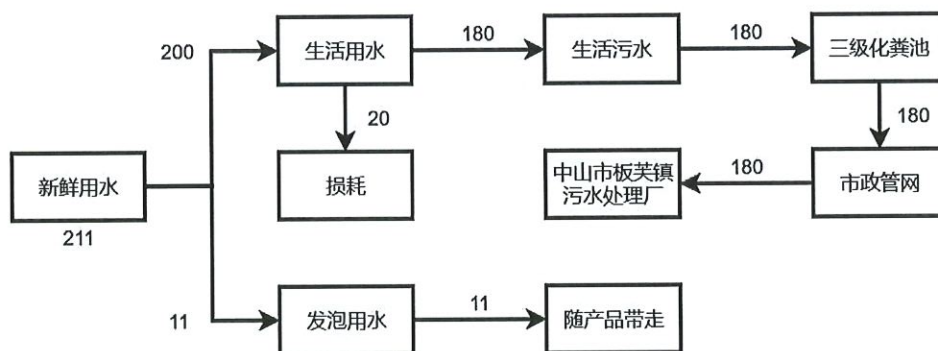 200
生活用水
180
生活污水
180
三级化粪池
20
180
新鲜用水
211
损耗
中山市板芙镇
污水处理厂
180
市政管网
11
发泡用水
11
随产品带走